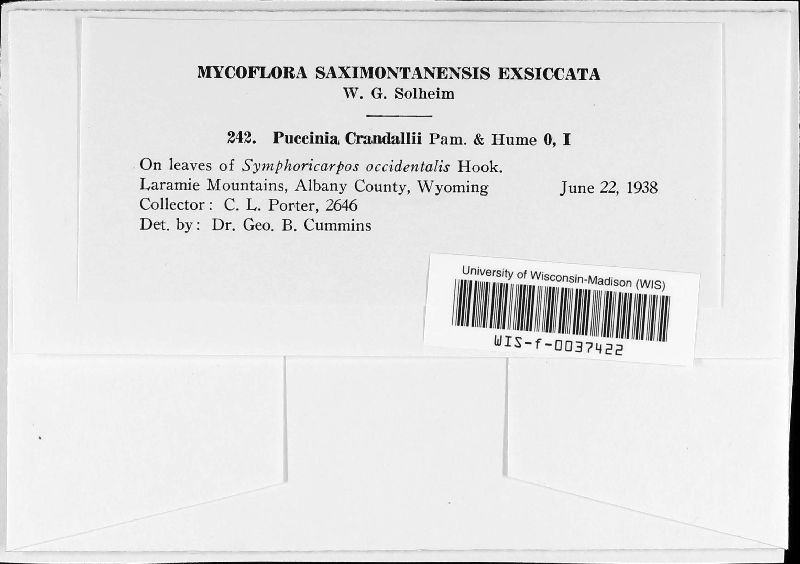 MYCOFLORA SAXIMONTANENSIS EXSICCATA
W. G. Solheim
242. Puccinia Crandallii Pam. & Hume 0, I
On leaves of Symphoricarpos occidentalis Hook.
Laramie Mountains, Albany County, Wyoming June 22, 1938
Collector: C. L. Porter, 2646
Det. by: Dr. Geo. B. Cummins
University of Wisconsin-Madison (WIS)
WIS-f-0037422